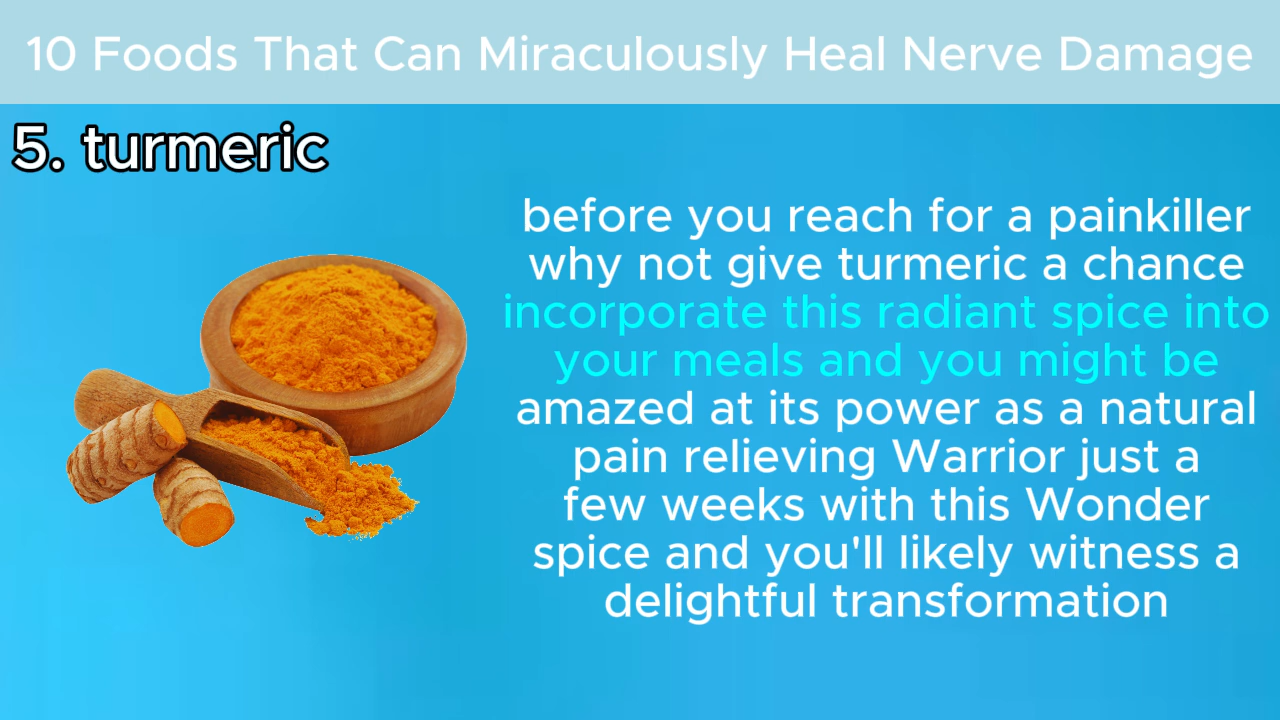 10 Foods That Can Miraculously Heal Nerve Damage
5. turmeric
before you reach for a painkiller
why not give turmeric a chance
incorporate this radiant spice into
your meals and you might be
amazed at its power as a natural
pain relieving Warrior just a
few weeks with this Wonder
spice and you'll likely witness a
delightful transformation